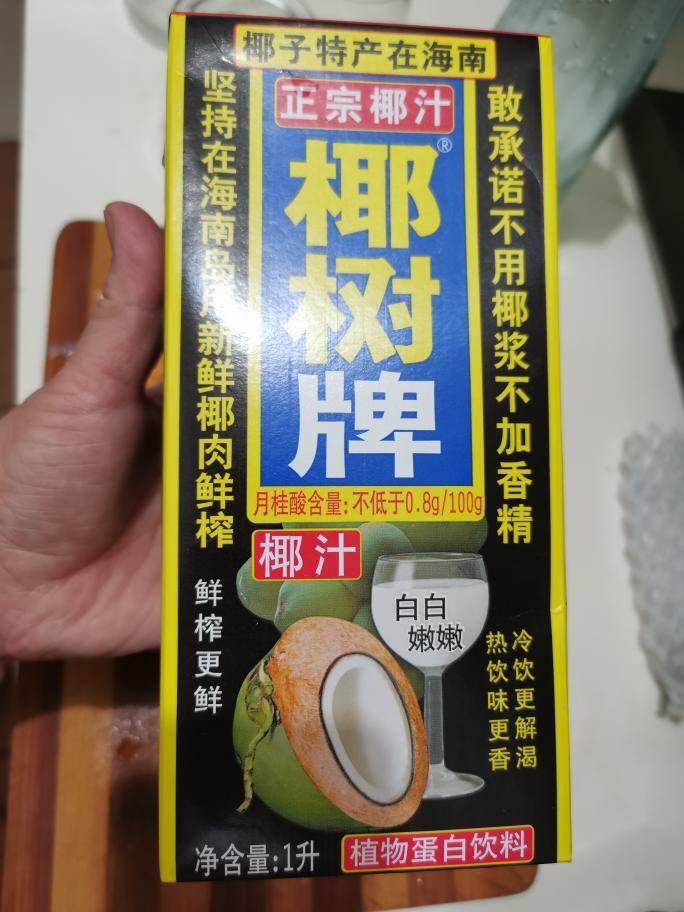 椰子特产在海南
正宗椰汁
椰树牌®
坚持在海南岛用新鲜椰肉鲜榨
敢承诺不用椰浆不加香精
月桂酸含量:不低于0.8g/100g
椰汁
白白
嫩嫩
鲜榨更鲜
冷饮更解渴
热饮味更香
净含量:1升
植物蛋白饮料